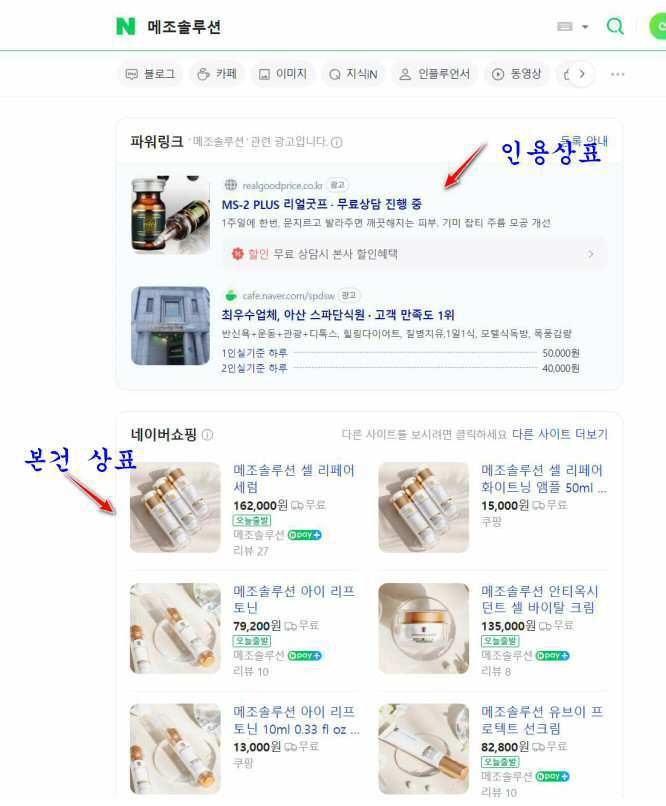 N 메조솔루션
블로그 카페 이미지 지식iN 인플루언서 동영상
파워링크 '메조솔루션' 관련 광고입니다. 등록 안내
인용상표
realgoodprice.co.kr 광고
MS-2 PLUS 리얼굿프 · 무료상담 진행 중
1주일에 한번, 문지르고 발라주면 깨끗해지는 피부, 기미 잡티 주름 모공 개선
할인 무료 상담시 본사 할인혜택
cafe.naver.com/spdsw 광고
최우수업체, 아산 스파단식원 · 고객 만족도 1위
반신욕+운동+관광+디톡스, 힐링다이어트, 질병치유,1일1식, 모델식독방, 폭풍감량
1인실기준 하루 50,000원
2인실기준 하루 40,000원
네이버쇼핑 다른 사이트를 보시려면 클릭하세요 다른 사이트 더보기
본건 상표
메조솔루션 셀 리페어 세럼
162,000원 무료
오늘출발
메조솔루션 pay+
리뷰 27
메조솔루션 셀 리페어 화이트닝 앰플 50ml ...
15,000원 무료
쿠팡
메조솔루션 아이 리프토닌
79,200원 무료
오늘출발
메조솔루션 pay+
리뷰 10
메조솔루션 안티옥시던트 셀 바이탈 크림
135,000원 무료
오늘출발
메조솔루션 pay+
리뷰 8
메조솔루션 아이 리프토닌 10ml 0.33 fl oz ...
13,000원 무료
쿠팡
메조솔루션 유브이 프로텍트 선크림
82,800원 무료
오늘출발
메조솔루션 pay+
리뷰 10